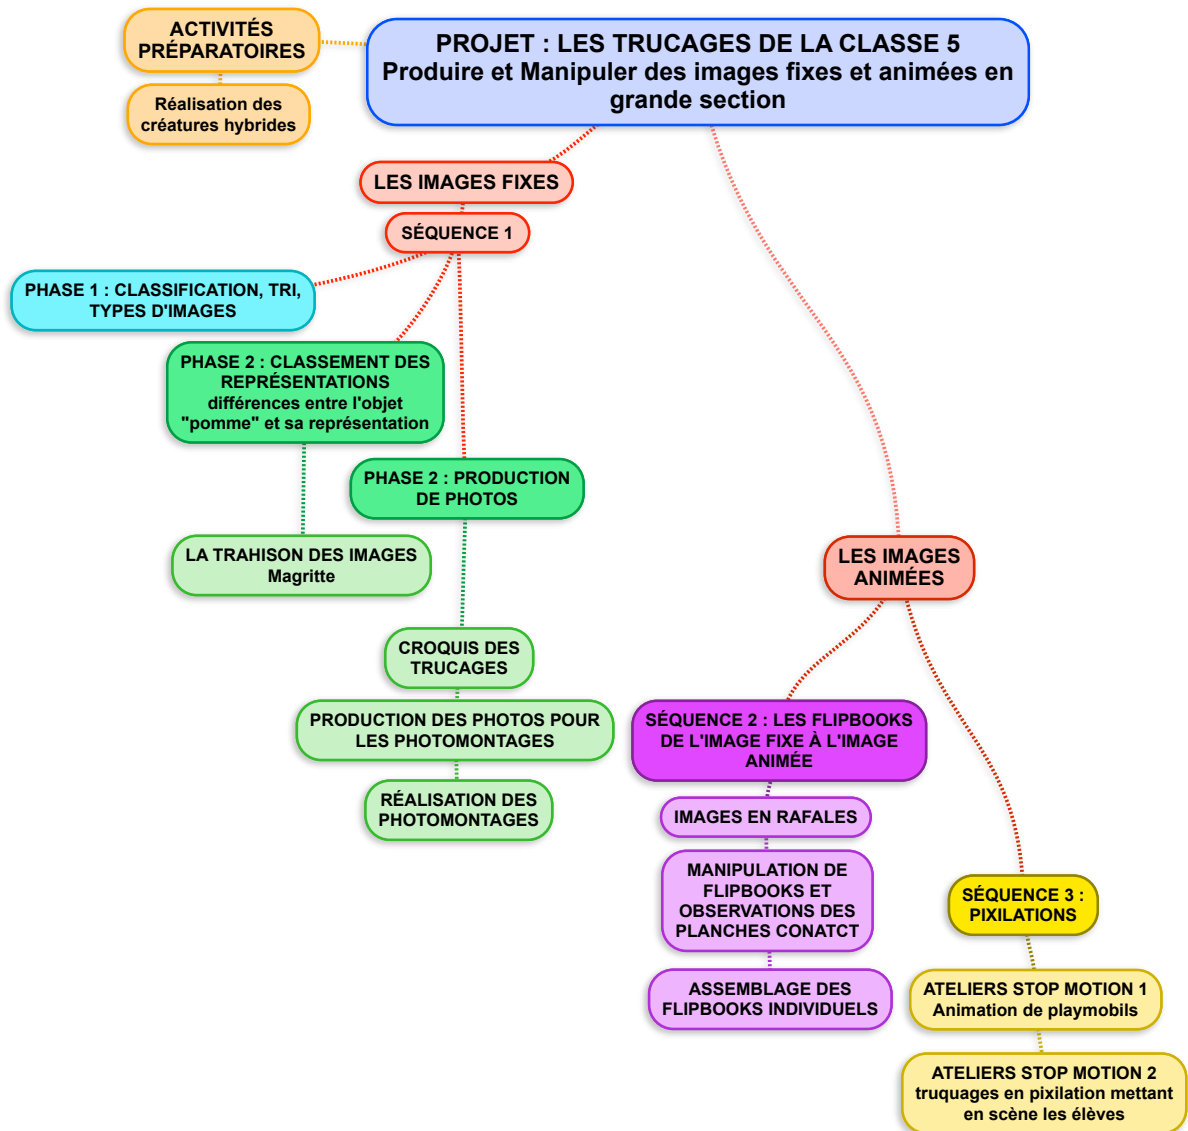 ACTIVITÉS
PRÉPARATOIRES
Réalisation des
créatures hybrides
PROJET : LES TRUCAGES DE LA CLASSE 5
Produire et Manipuler des images fixes et animées en
grande section
LES IMAGES FIXES
SÉQUENCE 1
PHASE 1 : CLASSIFICATION, TRI,
TYPES D'IMAGES
PHASE 2 : CLASSEMENT DES
REPRÉSENTATIONS
différences entre l'objet
"pomme" et sa représentation
PHASE 2 : PRODUCTION
DE PHOTOS
LA TRAHISON DES IMAGES
Magritte
CROQUIS DES
TRUCAGES
PRODUCTION DES PHOTOS POUR
LES PHOTOMONTAGES
RÉALISATION DES
PHOTOMONTAGES
LES IMAGES
ANIMÉES
SÉQUENCE 2 : LES FLIPBOOKS
DE L'IMAGE FIXE À L'IMAGE
ANIMÉE
IMAGES EN RAFALES
MANIPULATION DE
FLIPBOOKS ET
OBSERVATIONS DES
PLANCHES CONATCT
ASSEMBLAGE DES
FLIPBOOKS INDIVIDUELS
SÉQUENCE 3 :
PIXILATIONS
ATELIERS STOP MOTION 1
Animation de playmobils
ATELIERS STOP MOTION 2
truquages en pixilation mettant
en scène les élèves